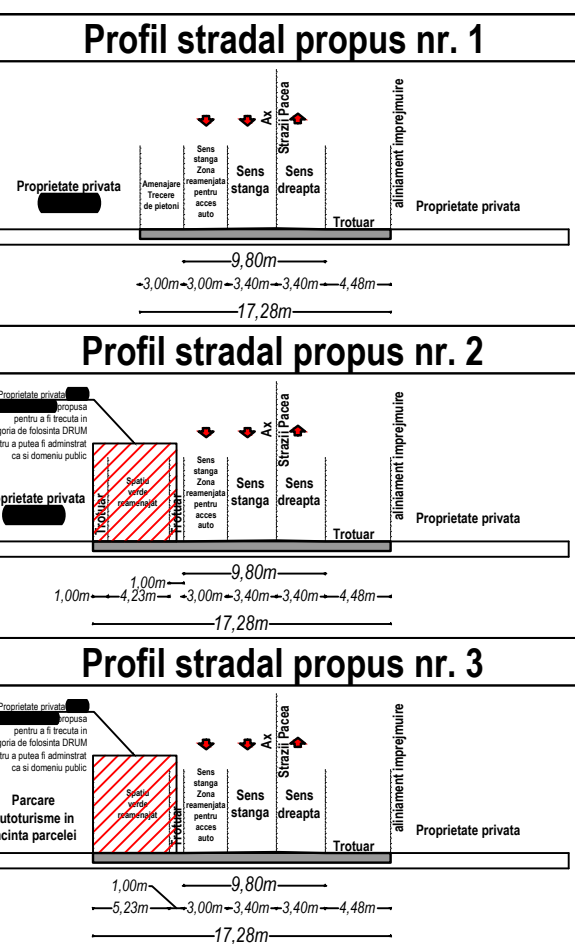 Profil stradal propus nr. 1
Ax
Strazii Pacea
aliniament imprejmuire
Proprietate privata
Amenajare
Trecere
de pietoni
Sens
stanga
Zona
reamenjata
pentru
acces
auto
Sens
stanga
Sens
dreapta
Trotuar
Proprietate privata
9,80m
3,00m 3,00m 3,40m 3,40m 4,48m
17,28m
Profil stradal propus nr. 2
Proprietate privata
propusa
pentru a fi trecuta in
goria de folosinta DRUM
tru a putea fi adminstrat
ca si domeniu public
Ax
Strazii Pacea
aliniament imprejmuire
prietate privata
Trotuar
Spatiu
verde
reamenajat
Trotuar
Sens
stanga
Zona
reamenjata
pentru
acces
auto
Sens
stanga
Sens
dreapta
Trotuar
Proprietate privata
9,80m
1,00m
1,00m 4,23m 3,00m 3,40m 3,40m 4,48m
17,28m
Profil stradal propus nr. 3
Proprietate privata
propusa
pentru a fi trecuta in
goria de folosinta DRUM
tru a putea fi adminstrat
ca si domeniu public
Ax
Strazii Pacea
aliniament imprejmuire
Parcare
utoturisme in
cinta parcelei
Spatiu
verde
reamenajat
Trotuar
Sens
stanga
Zona
reamenjata
pentru
acces
auto
Sens
stanga
Sens
dreapta
Trotuar
Proprietate privata
1,00m
9,80m
5,23m 3,00m 3,40m 3,40m 4,48m
17,28m